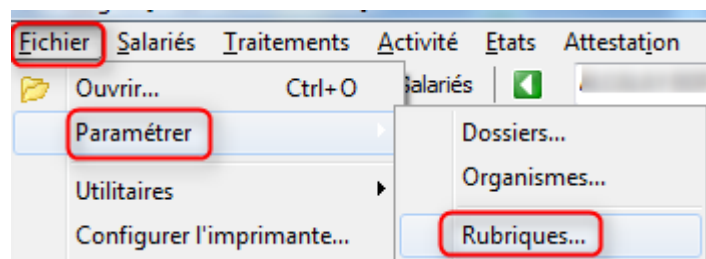 Fichier Salariés Traitements Activité Etats Attestation
Ouvrir... Ctrl+O
Salariés
Paramétrer
Dossiers...
Organismes...
Utilitaires
Configurer l'imprimante...
Rubriques...